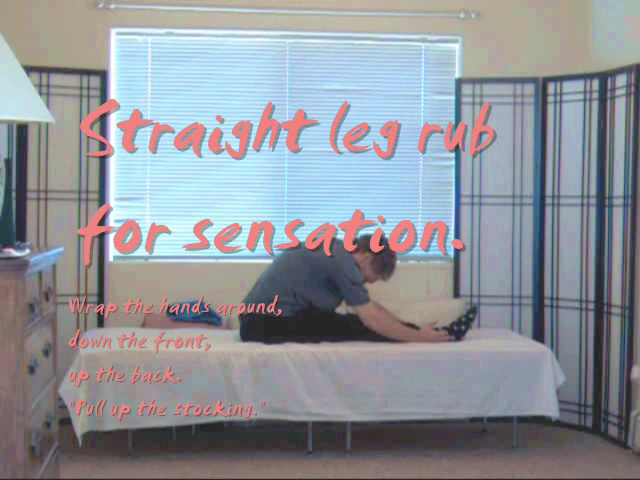 Straight leg rub
for sensation.
Wrap the hands around,
down the front,
up the back.
"Pull up the stocking."